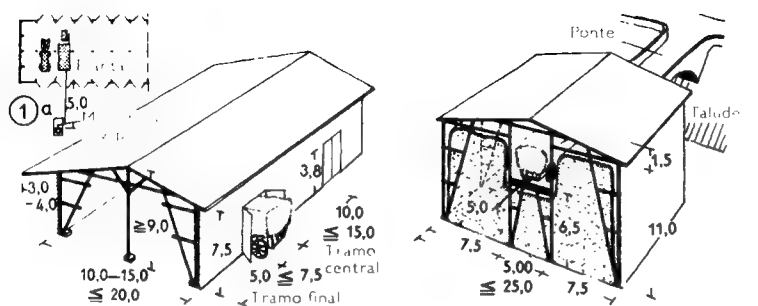 1 a
5,0
3,0
4,0
≧9,0
7,5
3,8
10,0
≦ 15,0
Tramo
central
5,0 ≦ 7,5
Tramo final
10,0—15,0
≦ 20,0
Ponte
Talude
1,5
5,0
6,5
11,0
7.5
5,00
≦ 25,0
7,5